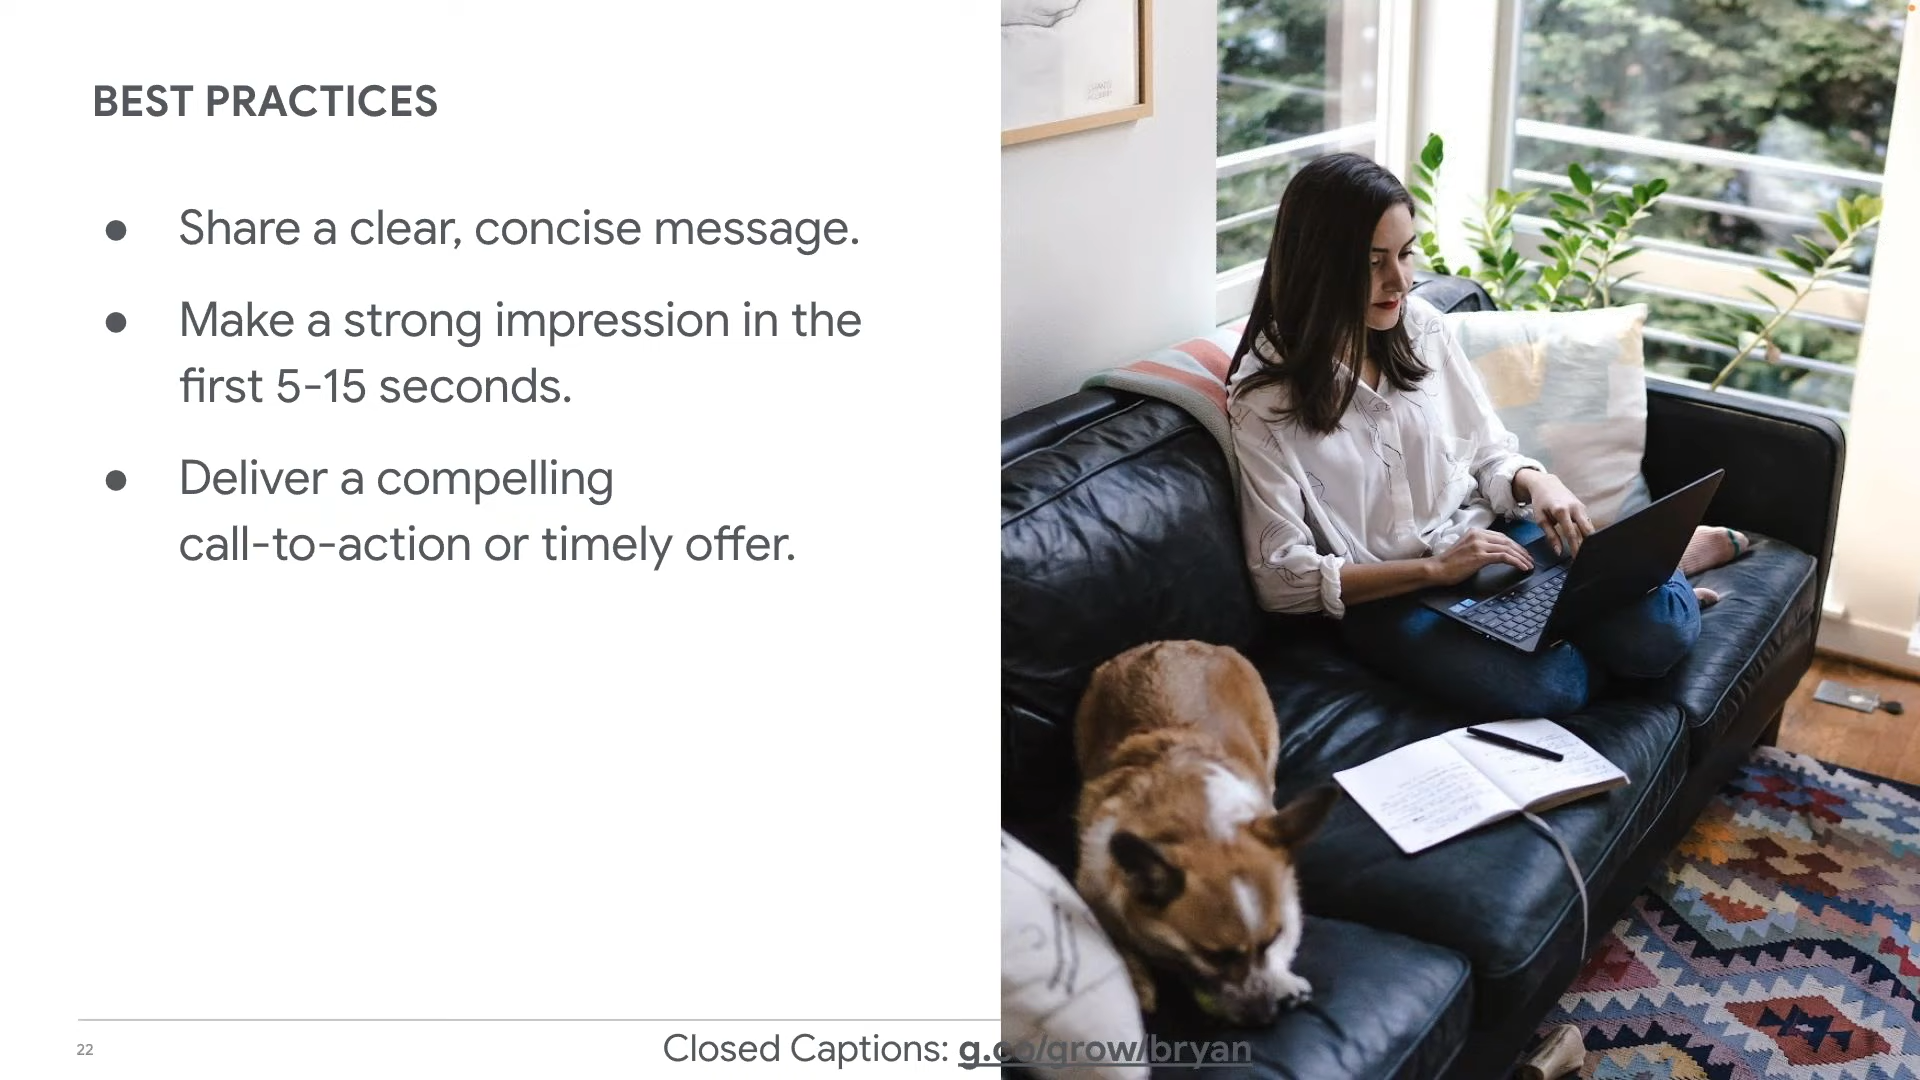 BEST PRACTICES
● Share a clear, concise message.
● Make a strong impression in the
first 5-15 seconds.
● Deliver a compelling
call-to-action or timely offer.
22
Closed Captions: g.co/grow/bryan